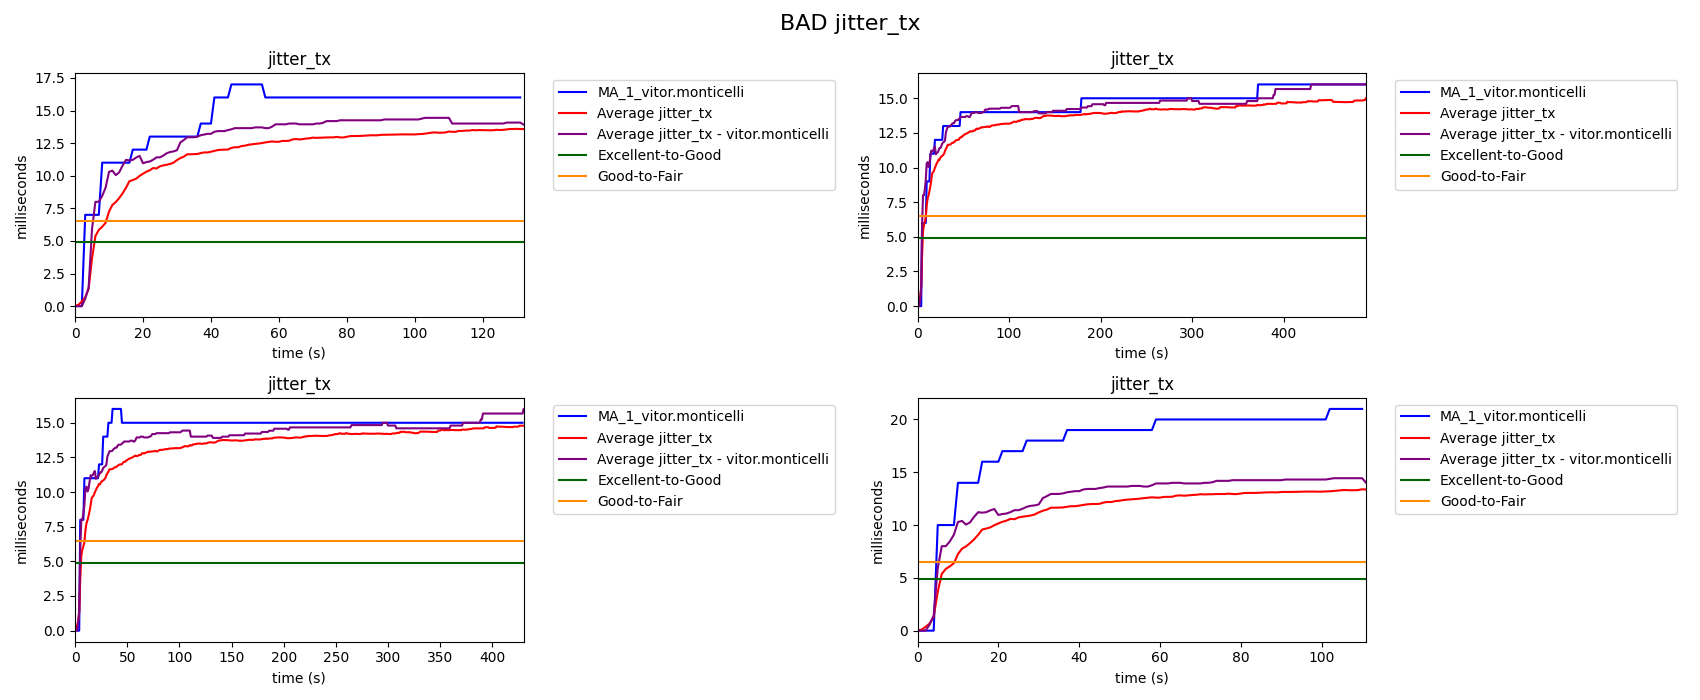 BAD jitter_tx
jitter_tx
17.5
15.0
12.5
10.0
7.5
5.0
2.5
0.0
milliseconds
0 20 40 60 80 100 120
time (s)
MA_1_vitor.monticelli
Average jitter_tx
Average jitter_tx - vitor.monticelli
Excellent-to-Good
Good-to-Fair
jitter_tx
15.0
12.5
10.0
7.5
5.0
2.5
0.0
milliseconds
0 100 200 300 400
time (s)
MA_1_vitor.monticelli
Average jitter_tx
Average jitter_tx - vitor.monticelli
Excellent-to-Good
Good-to-Fair
jitter_tx
15.0
12.5
10.0
7.5
5.0
2.5
0.0
milliseconds
0 50 100 150 200 250 300 350 400
time (s)
MA_1_vitor.monticelli
Average jitter_tx
Average jitter_tx - vitor.monticelli
Excellent-to-Good
Good-to-Fair
jitter_tx
20
15
10
5
0
milliseconds
0 20 40 60 80 100
time (s)
MA_1_vitor.monticelli
Average jitter_tx
Average jitter_tx - vitor.monticelli
Excellent-to-Good
Good-to-Fair